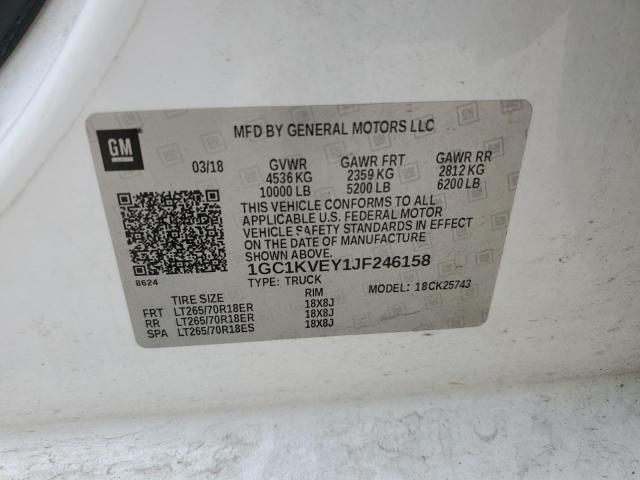 GM
MFD BY GENERAL MOTORS LLC
03/18 GVWR GAWR FRT GAWR RR
4536 KG 2359 KG 2812 KG
10000 LB 5200 LB 6200 LB
THIS VEHICLE CONFORMS TO ALL
APPLICABLE U.S. FEDERAL MOTOR
VEHICLE SAFETY STANDARDS IN EFFECT
ON THE DATE OF MANUFACTURE
SHOWN ABOVE.
1GC1KVEY1JF246158
8624 TYPE: TRUCK
MODEL: 18CK25743
TIRE SIZE RIM
FRT LT265/70R18ER 18X8J
RR LT265/70R18ER 18X8J
SPA LT265/70R18ES 18X8J